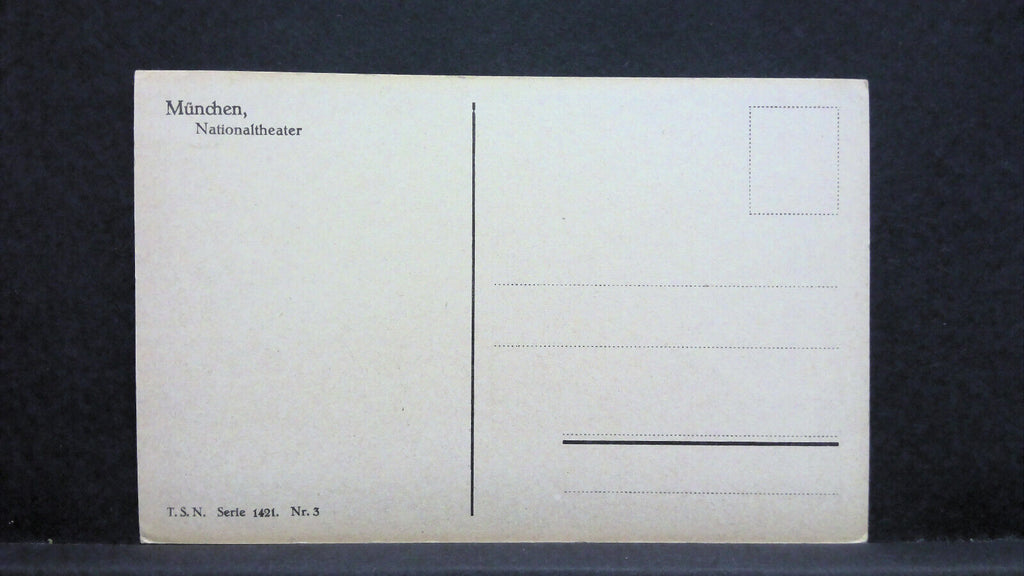 München,
Nationaltheater
T. S. N. Serie 1421. Nr. 3